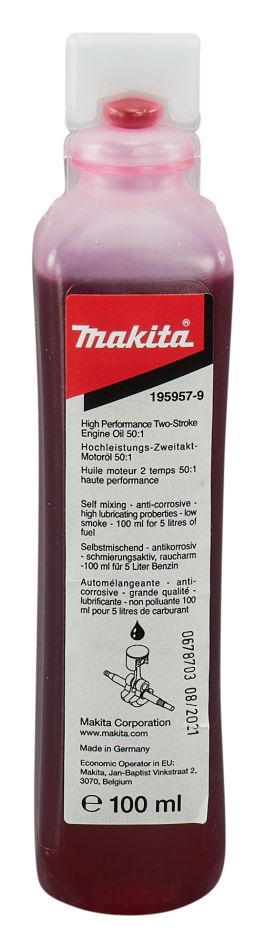 makita®
195957-9
High Performance Two-Stroke
Engine Oil 50:1
Hochleistungs-Zweitakt-
Motoröl 50:1
Huile moteur 2 temps 50:1
haute performance
Self mixing - anti-corrosive -
high lubricating proberties - low
smoke - 100 ml for 5 litres of
fuel
Selbstmischend - antikorrosiv
- schmierungsaktiv, raucharm
-100 ml für 5 Liter Benzin
Automélangeante - anti-
corrosive - grande qualité -
lubrificante - non polluante 100
ml pour 5 litres de carburant
0678703 08/2021
Makita Corporation
www.makita.com
Made in Germany
Economic Operator in EU:
Makita, Jan-Baptist Vinkstraat 2,
3070, Belgium
℮ 100 ml